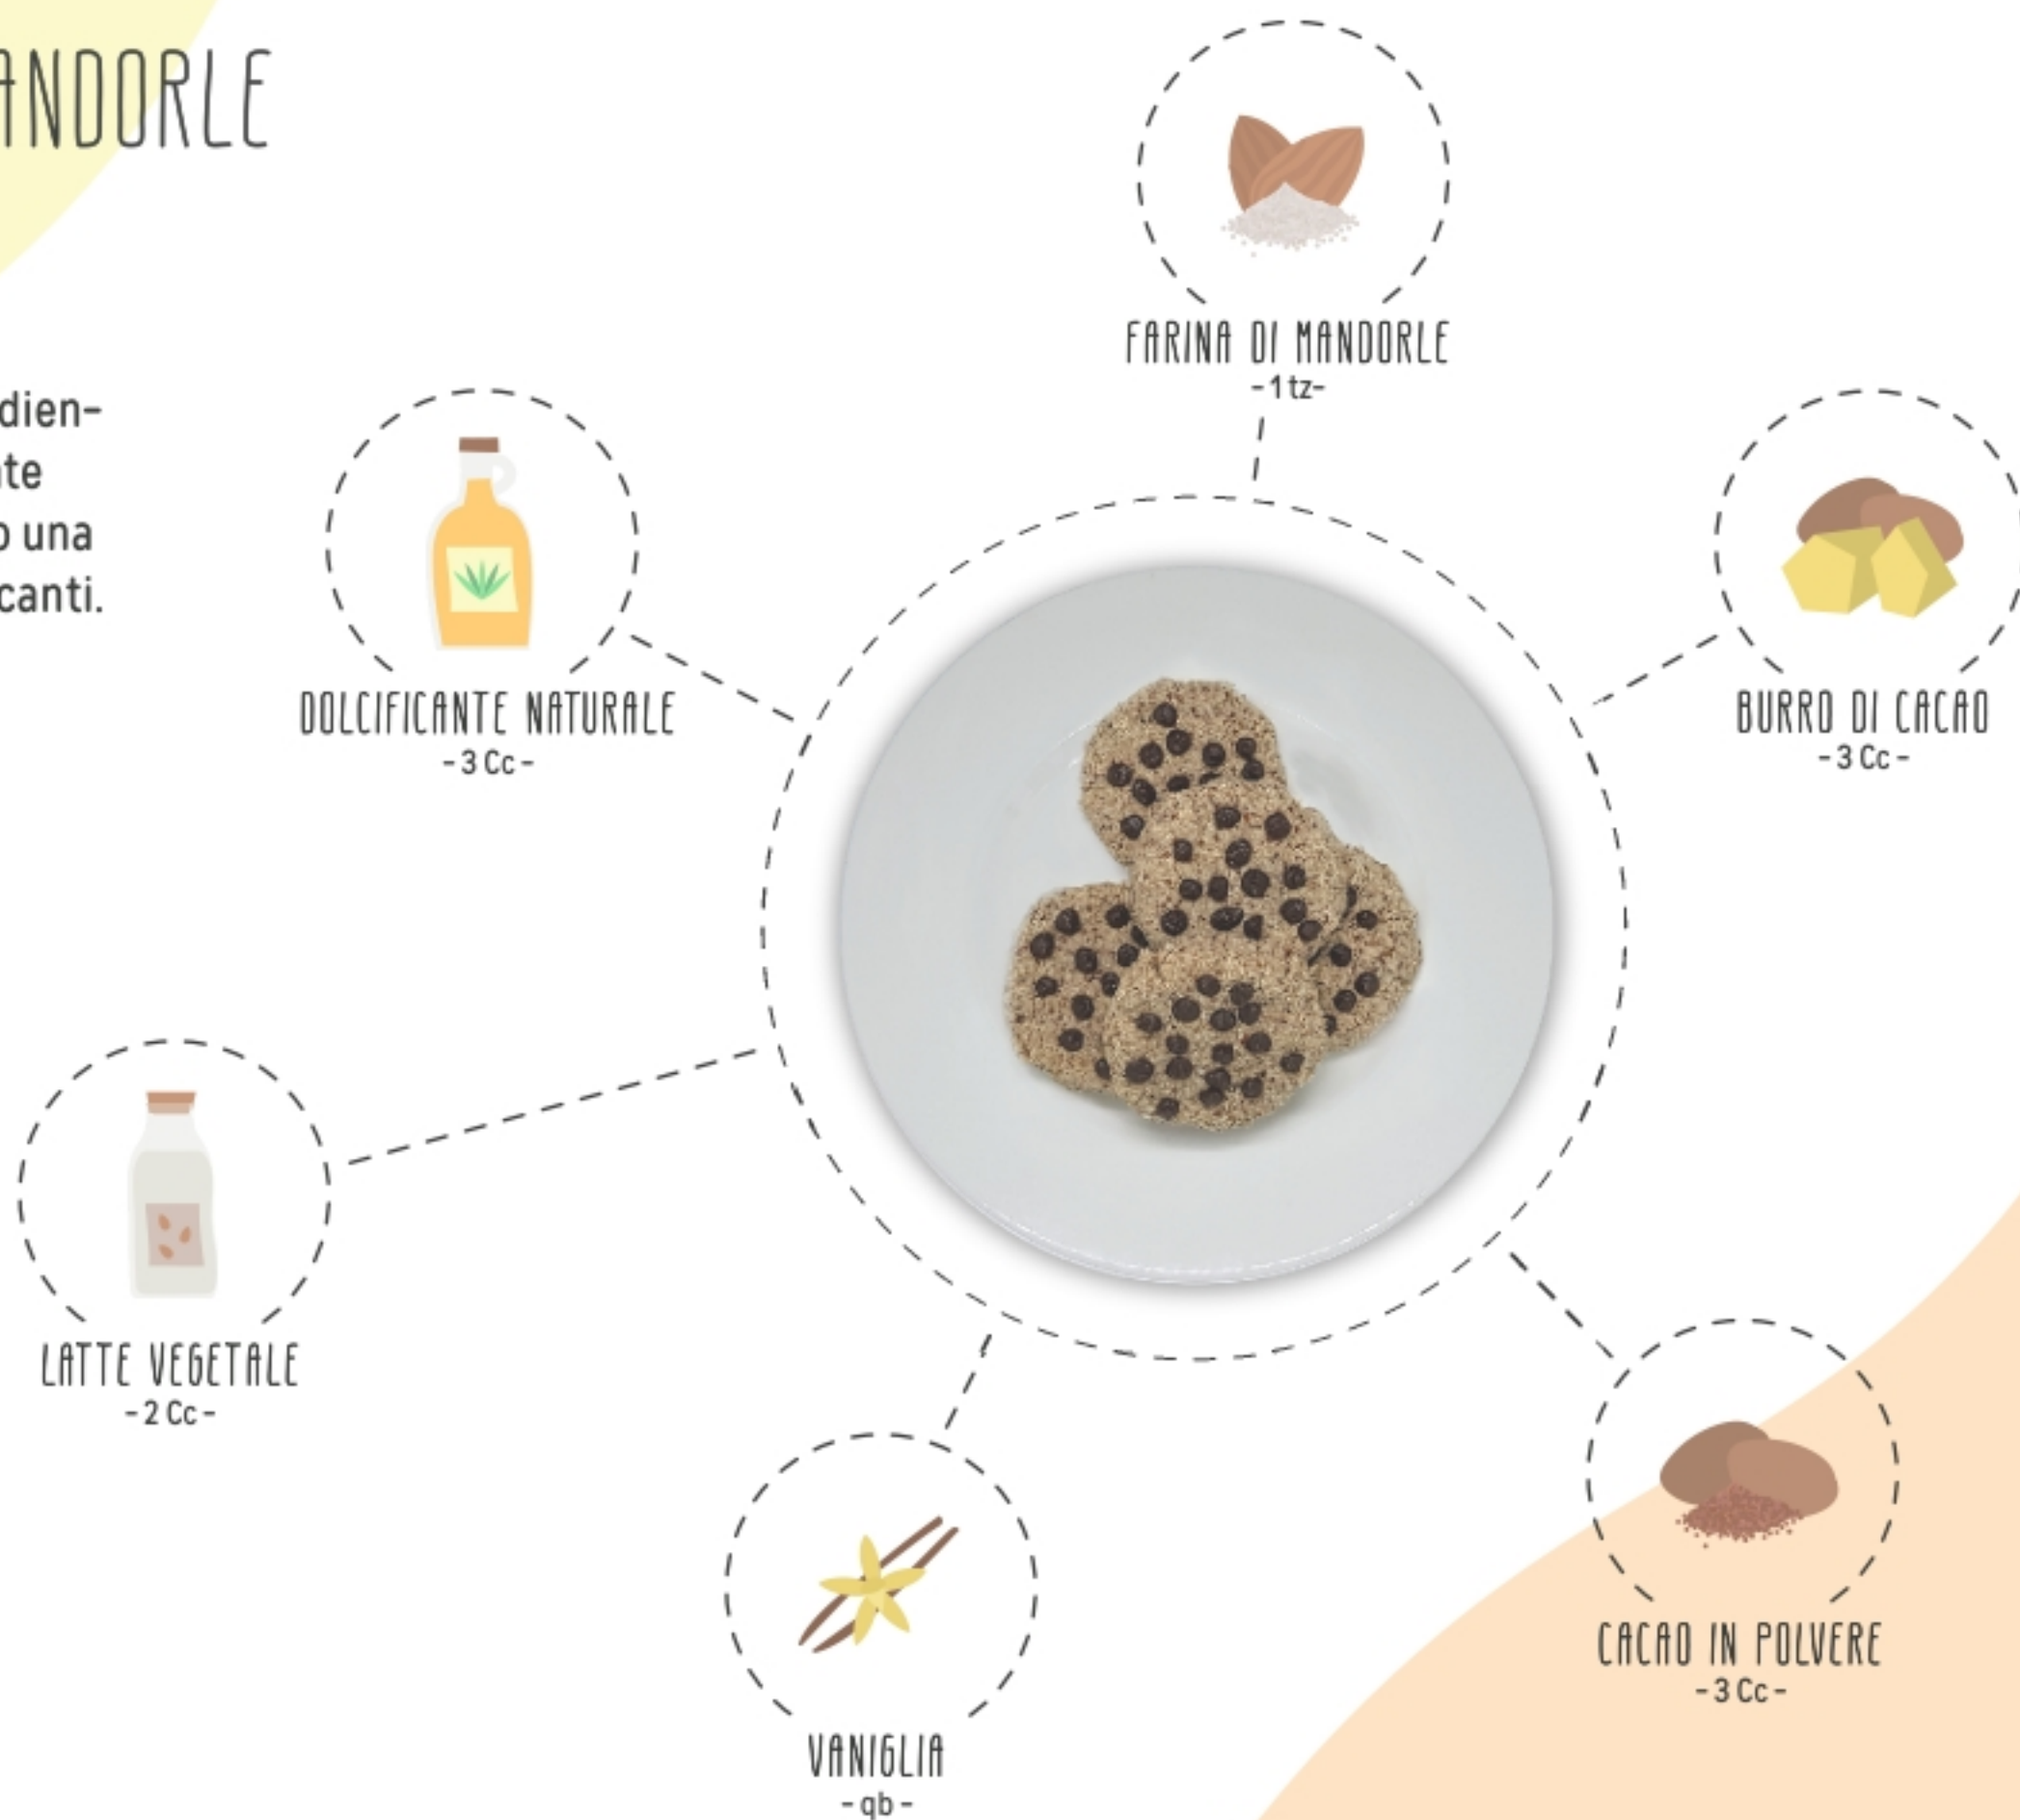 ANDORLE
dien-
te
una
canti.
FARINA DI MANDORLE
-1 tz-
DOLCIFICANTE NATURALE
-3 Cc-
BURRO DI CACAO
-3 Cc-
LATTE VEGETALE
-2 Cc-
VANIGLIA
-qb-
CACAO IN POLVERE
-3 Cc-